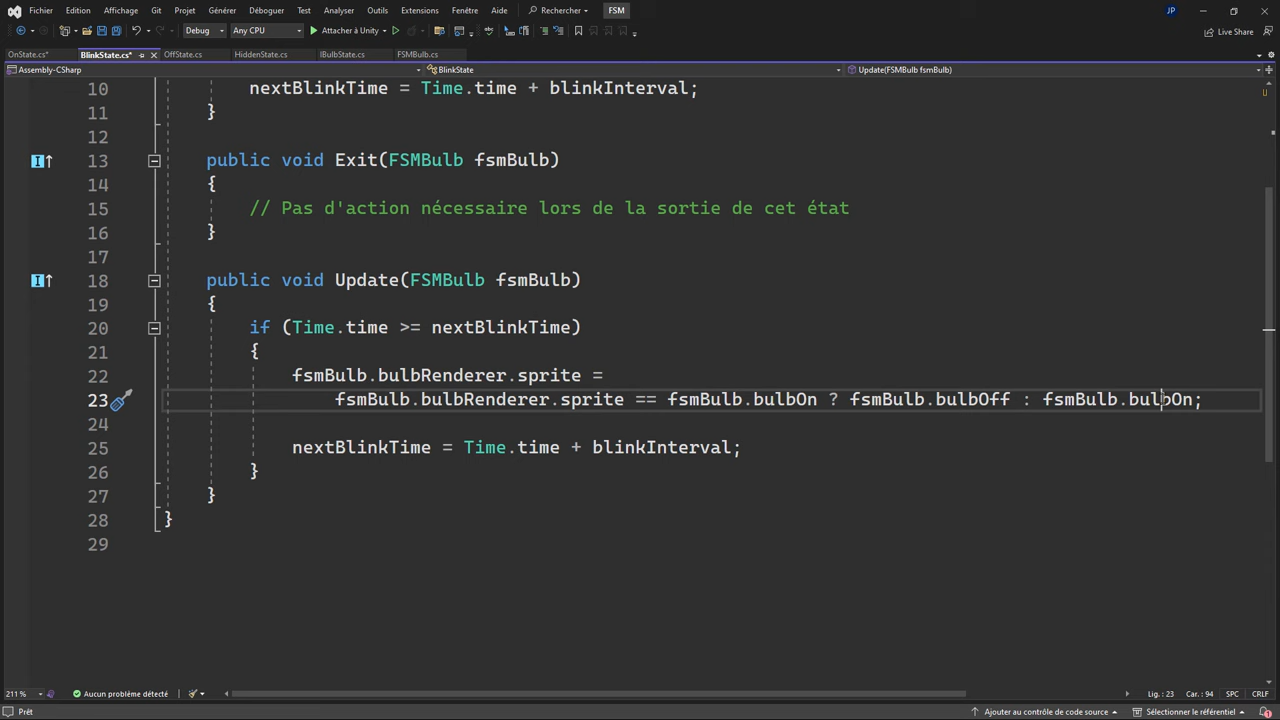 Fichier Edition Affichage Git Projet Générer Déboguer Test Analyser Outils Extensions Fenêtre Aide Rechercher FSM JP
Debug Any CPU Attacher à Unity Live Share
OnState.cs* BlinkState.cs* OffState.cs HiddenState.cs IBulbState.cs FSMBulb.cs
Assembly-CSharp BlinkState Update(FSMBulb fsmBulb)
10 nextBlinkTime = Time.time + blinkInterval;
11 }
12
13 public void Exit(FSMBulb fsmBulb)
14 {
15 // Pas d'action nécessaire lors de la sortie de cet état
16 }
17
18 public void Update(FSMBulb fsmBulb)
19 {
20 if (Time.time >= nextBlinkTime)
21 {
22 fsmBulb.bulbRenderer.sprite =
23 fsmBulb.bulbRenderer.sprite == fsmBulb.bulbOn ? fsmBulb.bulbOff : fsmBulb.bulbOn;
24
25 nextBlinkTime = Time.time + blinkInterval;
26 }
27 }
28 }
29
211 % Aucun problème détecté Lig. : 23 Car. : 94 SPC CRLF
Prêt Ajouter au contrôle de code source Sélectionner le référentiel 1